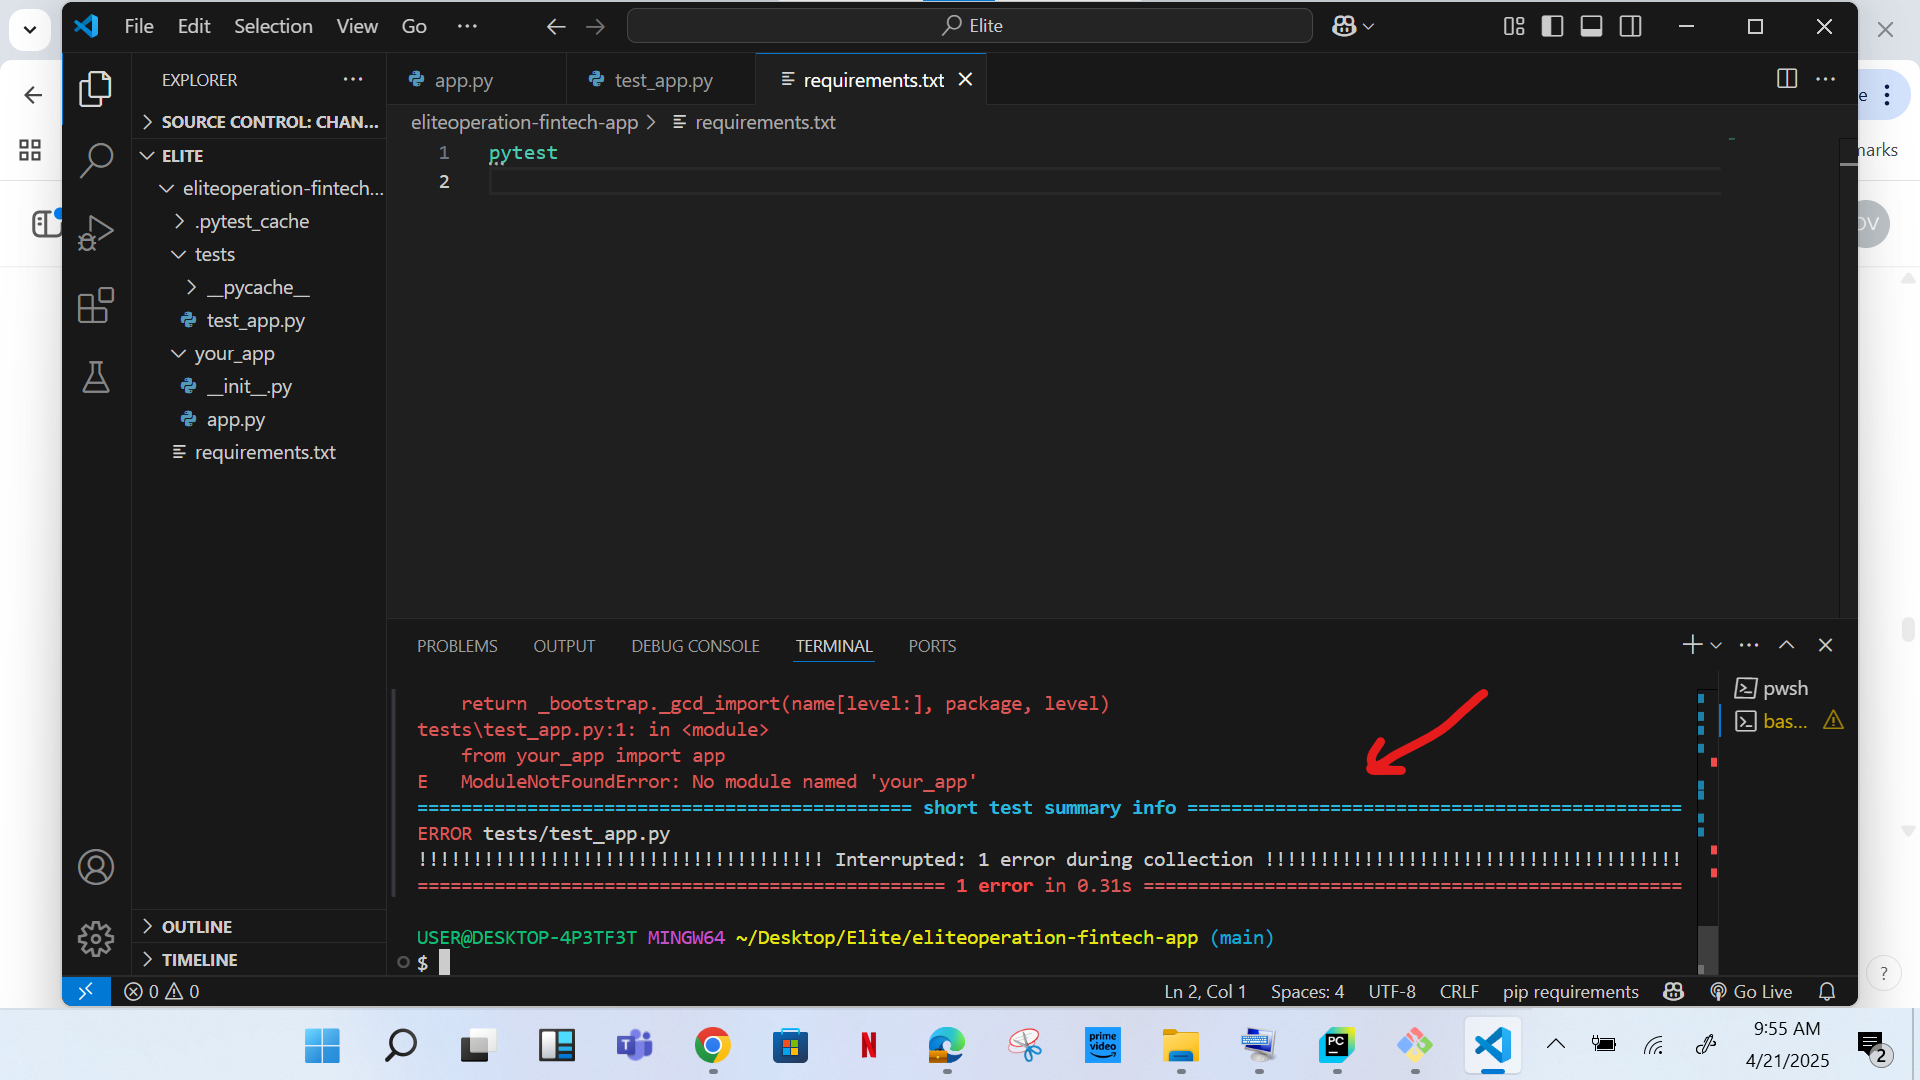 File Edit Selection View Go ··· Elite
EXPLORER ···
SOURCE CONTROL: CHAN...
ELITE
eliteoperation-fintech...
.pytest_cache
tests
__pycache__
test_app.py
your_app
__init__.py
app.py
requirements.txt
OUTLINE
TIMELINE
app.py test_app.py requirements.txt
eliteoperation-fintech-app > requirements.txt
1 pytest
2
PROBLEMS OUTPUT DEBUG CONSOLE TERMINAL PORTS
return _bootstrap._gcd_import(name[level:], package, level)
tests\test_app.py:1: in <module>
from your_app import app
E ModuleNotFoundError: No module named 'your_app'
============================================= short test summary info =============================================
ERROR tests/test_app.py
!!!!!!!!!!!!!!!!!!!!!!!!!!!!!!!!!!!!! Interrupted: 1 error during collection !!!!!!!!!!!!!!!!!!!!!!!!!!!!!!!!!!!!!!
================================================ 1 error in 0.31s =================================================
USER@DESKTOP-4P3TF3T MINGW64 ~/Desktop/Elite/eliteoperation-fintech-app (main)
$
pwsh
bas...
0 0 Ln 2, Col 1 Spaces: 4 UTF-8 CRLF pip requirements Go Live
e
marks
DV
?
N
prime video
PC
9:55 AM
4/21/2025
2